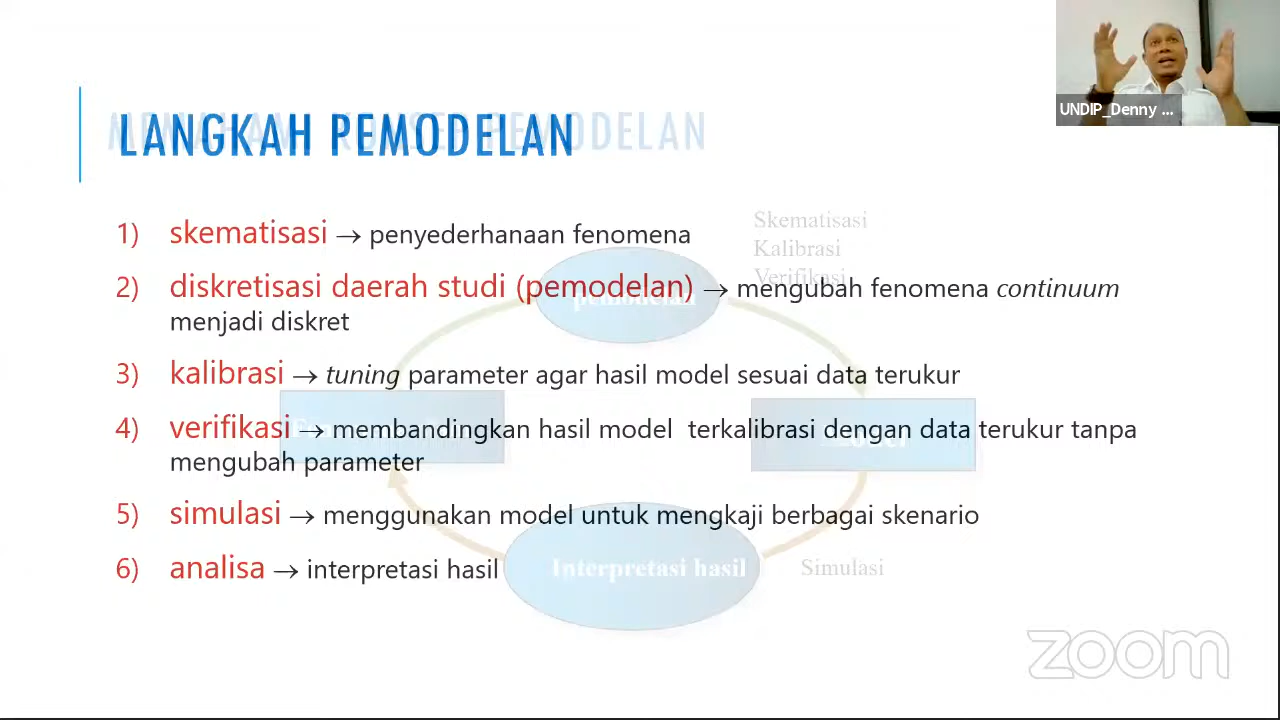 UNDIP_Denny ...
LANGKAH PEMODELAN
1) skematisasi → penyederhanaan fenomena
2) diskretisasi daerah studi (pemodelan) → mengubah fenomena continuum
menjadi diskret
3) kalibrasi → tuning parameter agar hasil model sesuai data terukur
4) verifikasi → membandingkan hasil model terkalibrasi dengan data terukur tanpa
mengubah parameter
5) simulasi → menggunakan model untuk mengkaji berbagai skenario
6) analisa → interpretasi hasil
PEMODELAN
Skematisasi
Kalibrasi
Verifikasi
pemodelan
Interpretasi hasil
Simulasi
zoom